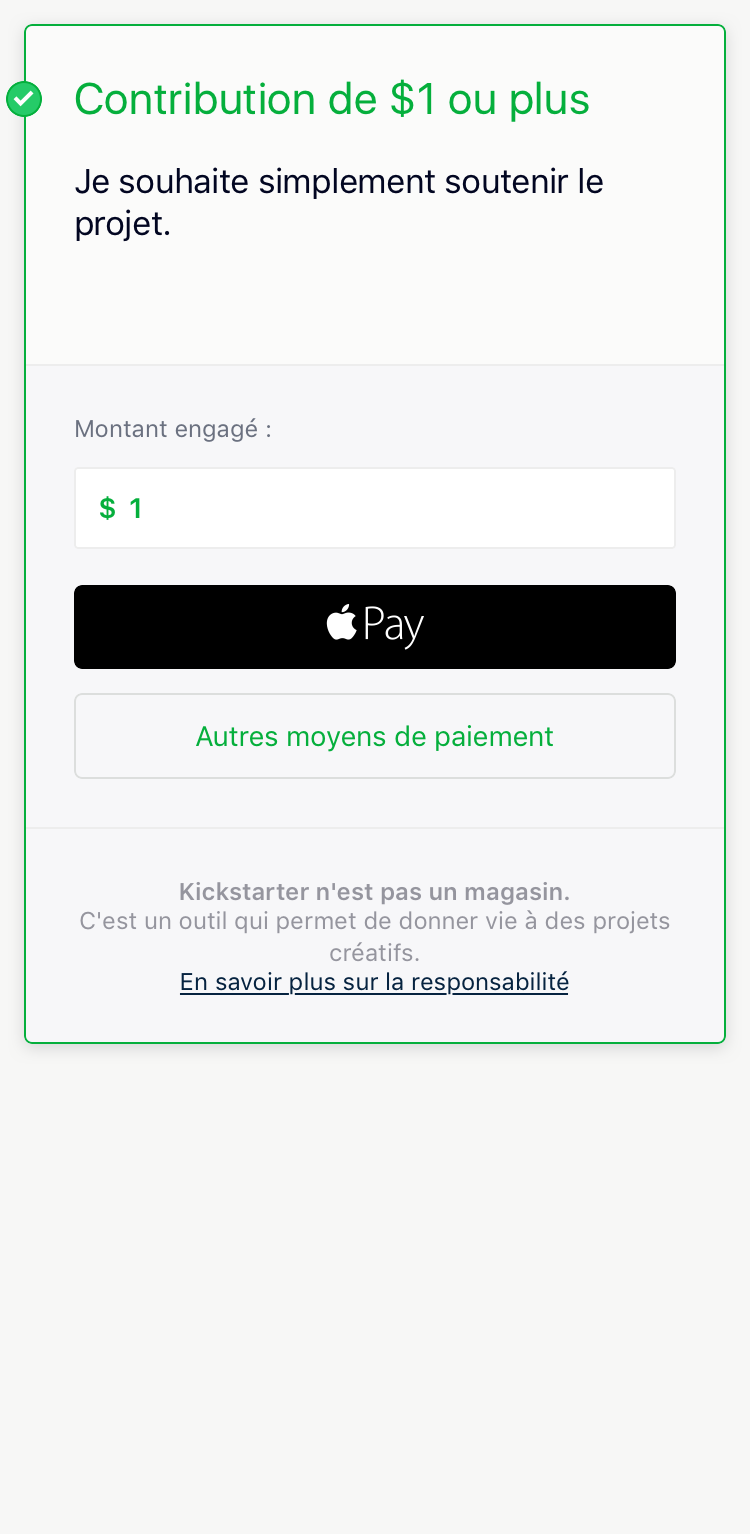 Contribution de $1 ou plus
Je souhaite simplement soutenir le
projet.
Montant engagé :
$ 1
Pay
Autres moyens de paiement
Kickstarter n'est pas un magasin.
C'est un outil qui permet de donner vie à des projets
créatifs.
En savoir plus sur la responsabilité